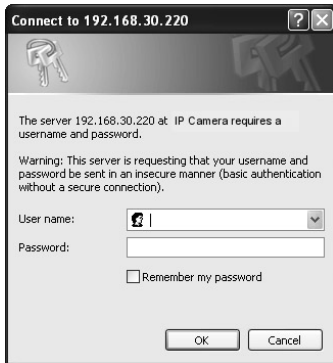 Connect to 192.168.30.220
The server 192.168.30.220 at IP Camera requires a
username and password.
Warning: This server is requesting that your username and
password be sent in an insecure manner (basic authentication
without a secure connection).
User name:
Password:
Remember my password
OK Cancel